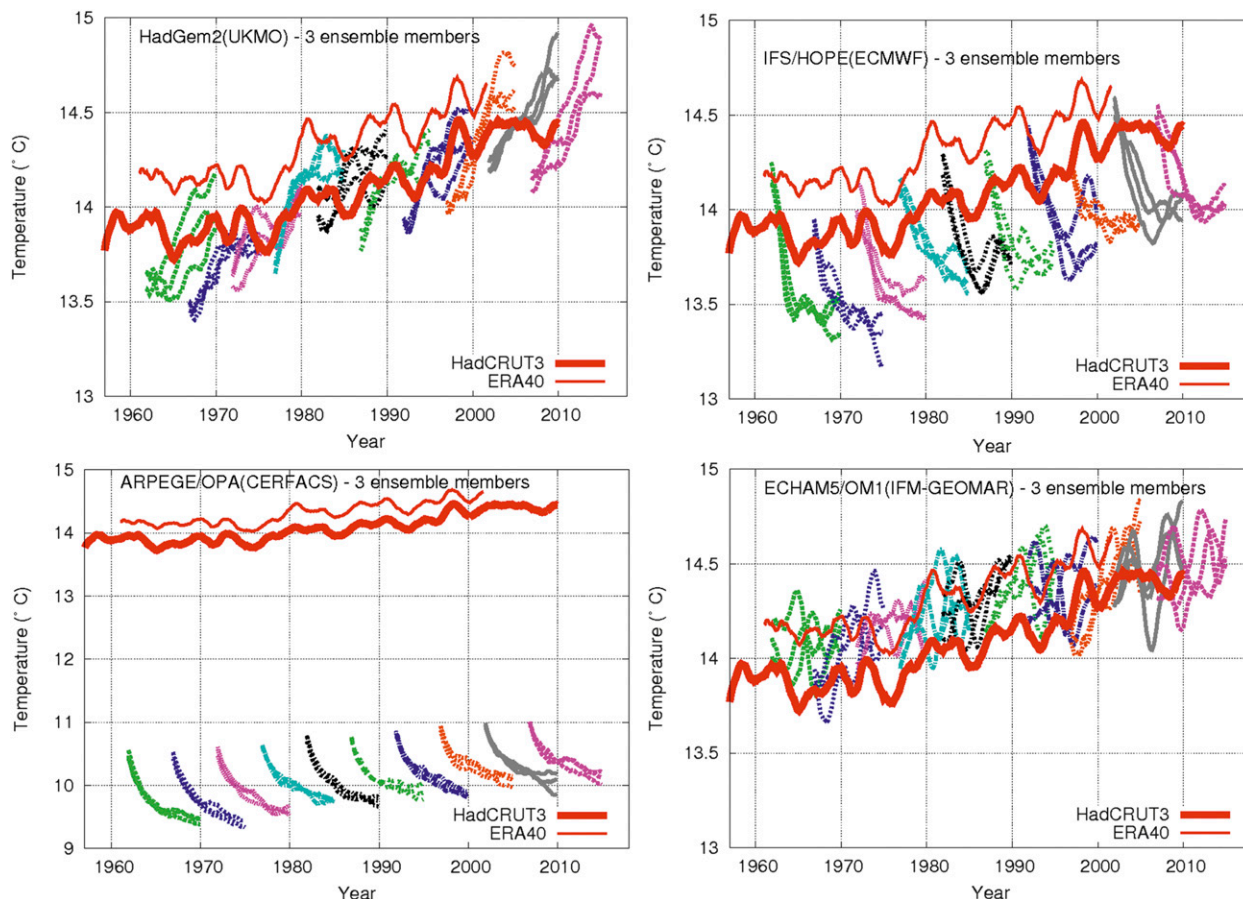 15
HadGem2(UKMO) - 3 ensemble members
14.5
14
13.5
13
Temperature (˚ C)
HadCRUT3
ERA40
1960 1970 1980 1990 2000 2010
Year
15
IFS/HOPE(ECMWF) - 3 ensemble members
14.5
14
13.5
13
Temperature (˚ C)
HadCRUT3
ERA40
1960 1970 1980 1990 2000 2010
Year
15
ARPEGE/OPA(CERFACS) - 3 ensemble members
14
13
12
11
10
9
Temperature (˚ C)
HadCRUT3
ERA40
1960 1970 1980 1990 2000 2010
Year
15
ECHAM5/OM1(IFM-GEOMAR) - 3 ensemble members
14.5
14
13.5
13
Temperature (˚ C)
HadCRUT3
ERA40
1960 1970 1980 1990 2000 2010
Year